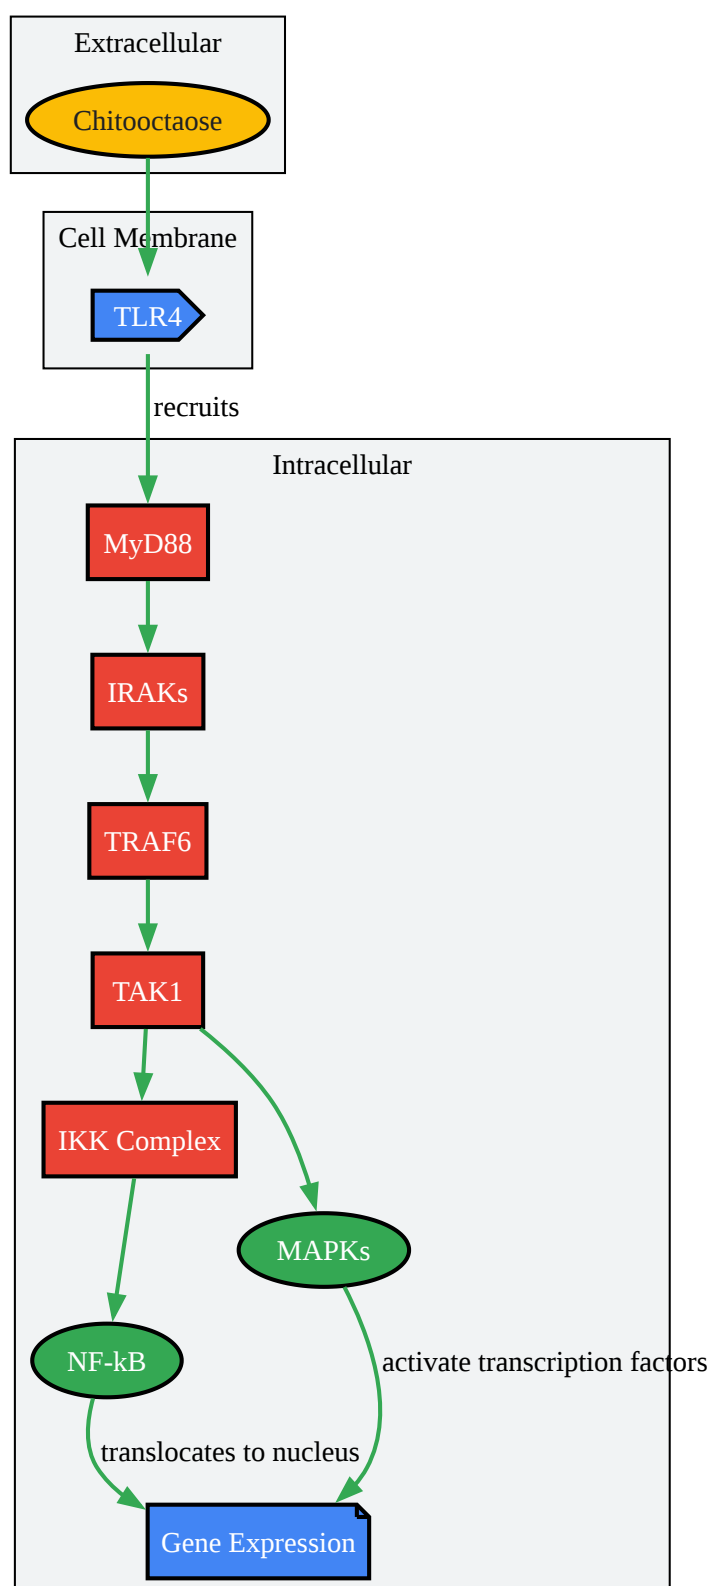 Extracellular
Chitooctaose
Cell Membrane
TLR4
recruits
Intracellular
MyD88
IRAKs
TRAF6
TAK1
IKK Complex
MAPKs
NF-kB
activate transcription factors
translocates to nucleus
Gene Expression